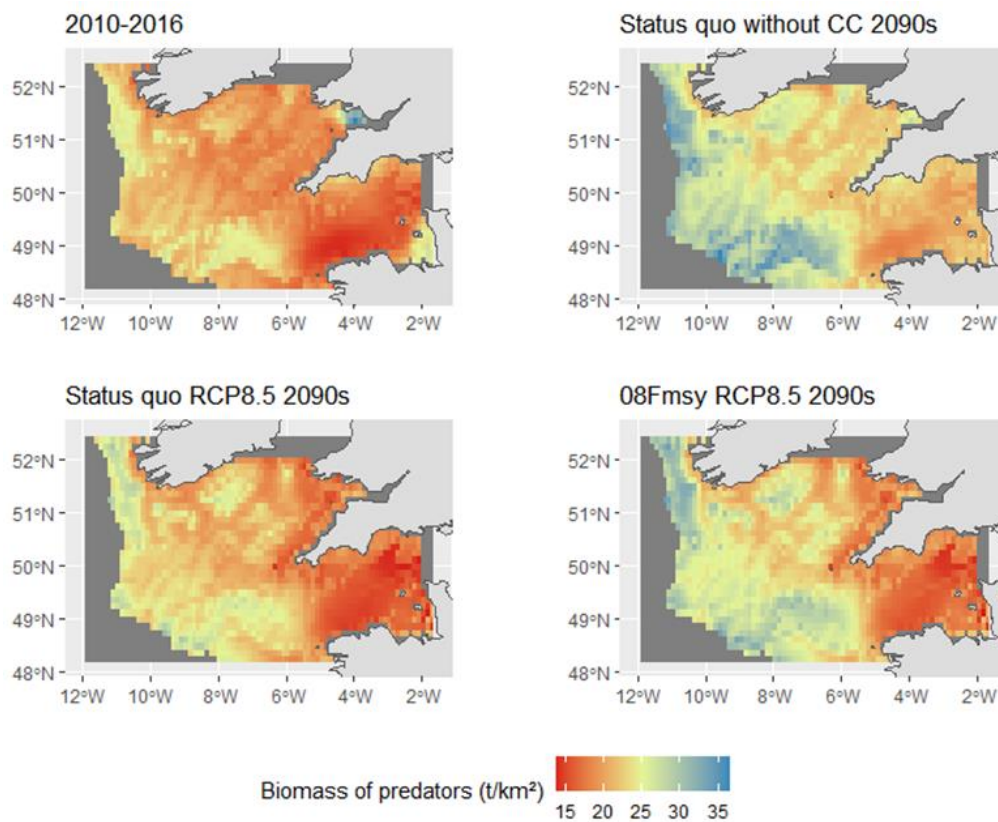 2010-2016
Status quo without CC 2090s
52°N
51°N
50°N
49°N
48°N
12°W 10°W 8°W 6°W 4°W 2°W
52°N
51°N
50°N
49°N
48°N
12°W 10°W 8°W 6°W 4°W 2°W
Status quo RCP8.5 2090s
08Fmsy RCP8.5 2090s
52°N
51°N
50°N
49°N
48°N
12°W 10°W 8°W 6°W 4°W 2°W
52°N
51°N
50°N
49°N
48°N
12°W 10°W 8°W 6°W 4°W 2°W
Biomass of predators (t/km²)
15 20 25 30 35